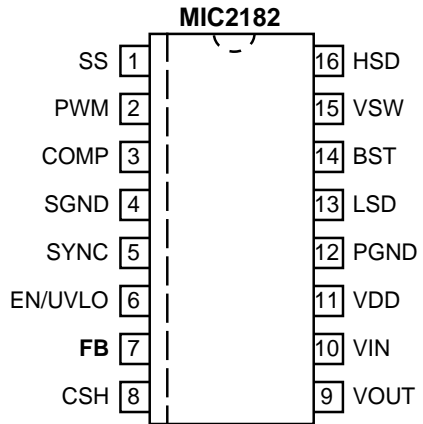 MIC2182
SS 1 16 HSD
PWM 2 15 VSW
COMP 3 14 BST
SGND 4 13 LSD
SYNC 5 12 PGND
EN/UVLO 6 11 VDD
FB 7 10 VIN
CSH 8 9 VOUT